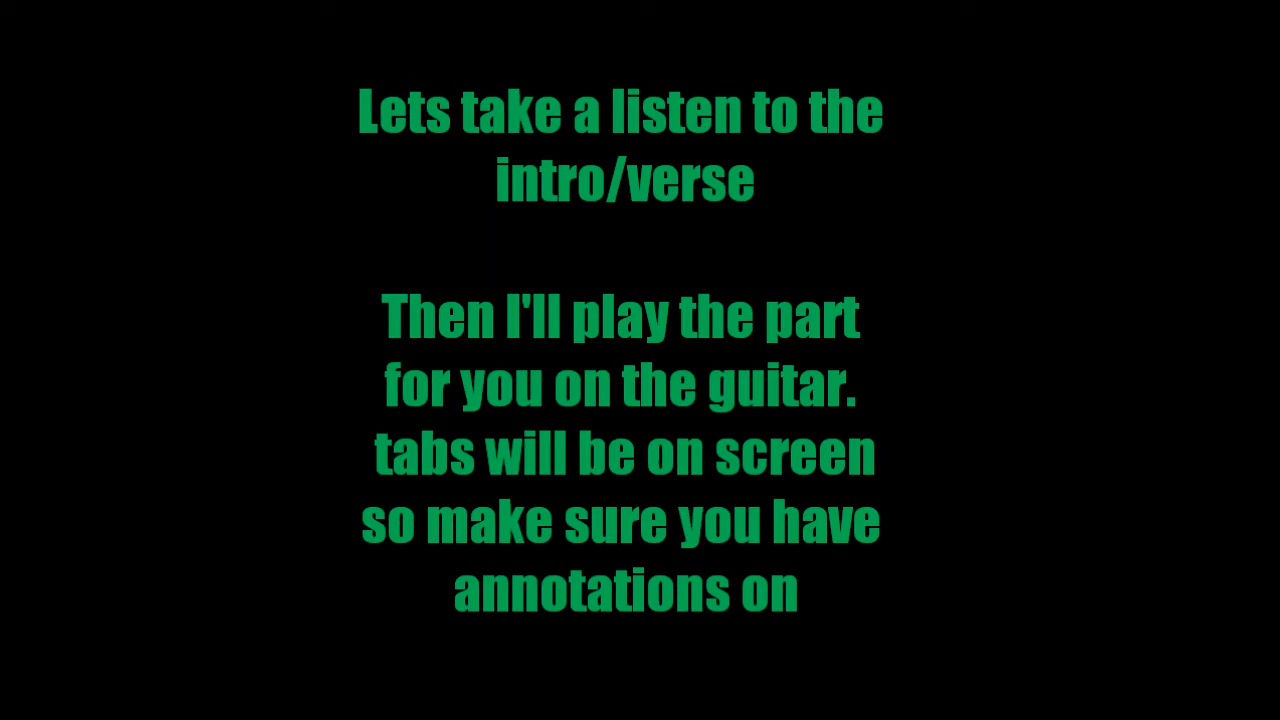 Lets take a listen to the
intro/verse
Then I'll play the part
for you on the guitar.
tabs will be on screen
so make sure you have
annotations on